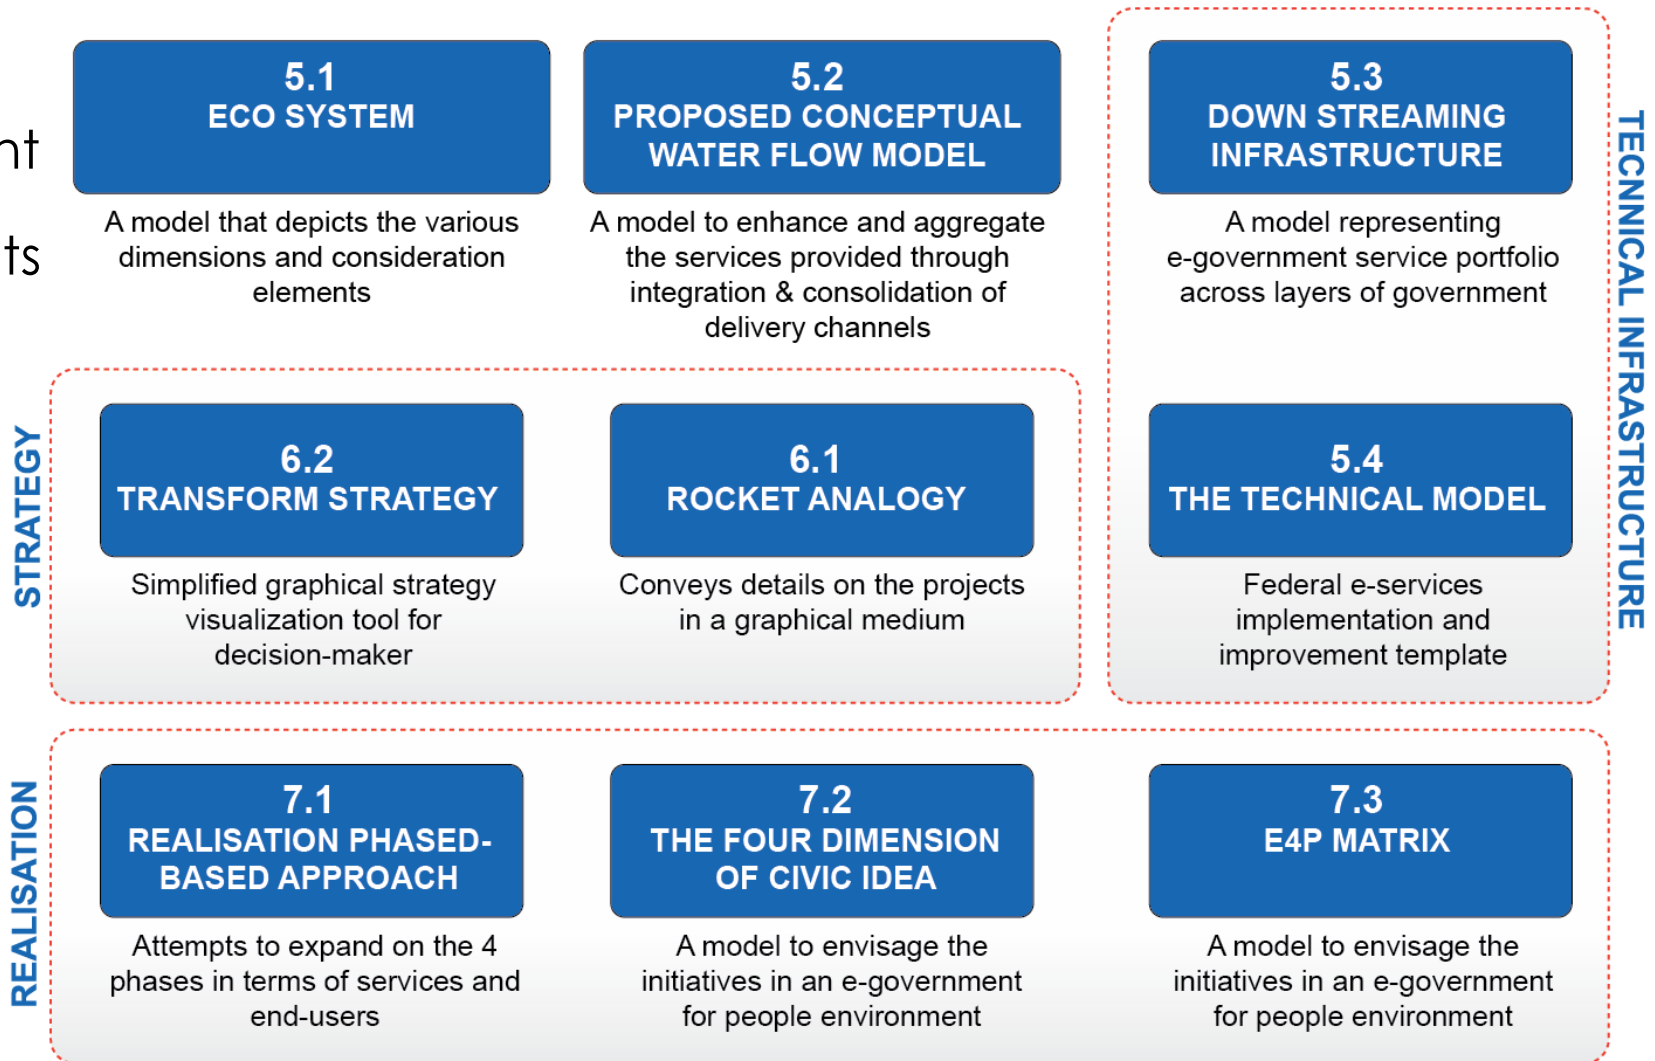 nt
ts
5.1
ECO SYSTEM
A model that depicts the various
dimensions and consideration
elements
5.2
PROPOSED CONCEPTUAL
WATER FLOW MODEL
A model to enhance and aggregate
the services provided through
integration & consolidation of
delivery channels
5.3
DOWN STREAMING
INFRASTRUCTURE
A model representing
e-government service portfolio
across layers of government
TECNNICAL INFRASTRUCTURE
STRATEGY
6.2
TRANSFORM STRATEGY
Simplified graphical strategy
visualization tool for
decision-maker
6.1
ROCKET ANALOGY
Conveys details on the projects
in a graphical medium
5.4
THE TECHNICAL MODEL
Federal e-services
implementation and
improvement template
REALISATION
7.1
REALISATION PHASED-
BASED APPROACH
Attempts to expand on the 4
phases in terms of services and
end-users
7.2
THE FOUR DIMENSION
OF CIVIC IDEA
A model to envisage the
initiatives in an e-government
for people environment
7.3
E4P MATRIX
A model to envisage the
initiatives in an e-government
for people environment